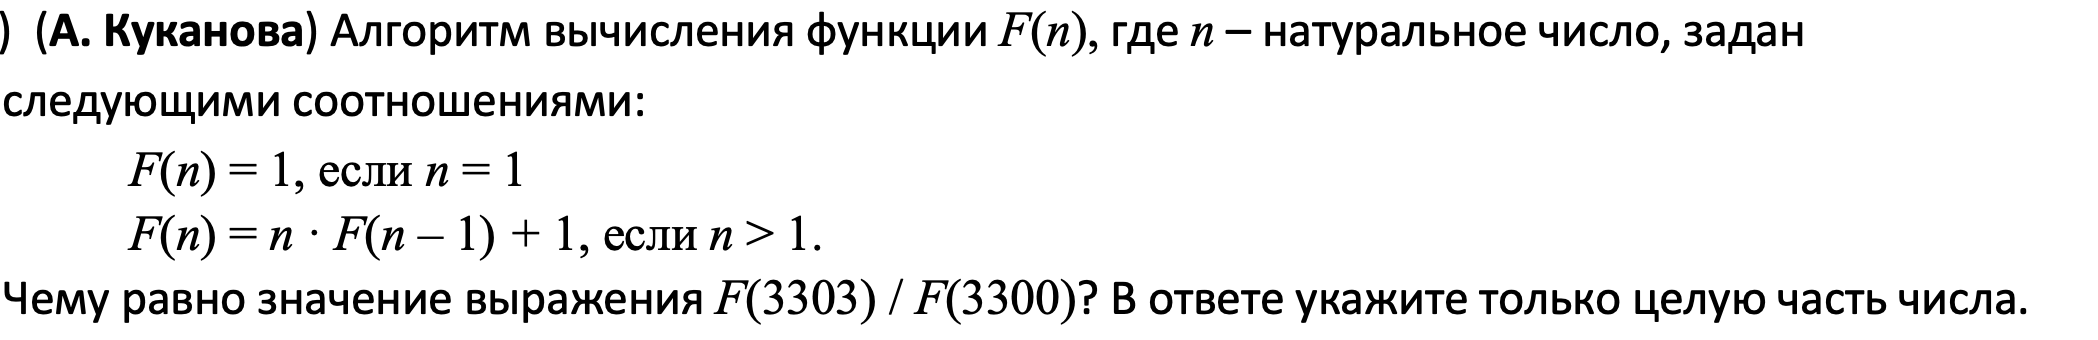 ) (А. Куканова) Алгоритм вычисления функции F(n), где n – натуральное число, задан
следующими соотношениями:
F(n) = 1, если n = 1
F(n) = n · F(n – 1) + 1, если n > 1.
Чему равно значение выражения F(3303) / F(3300)? В ответе укажите только целую часть числа.